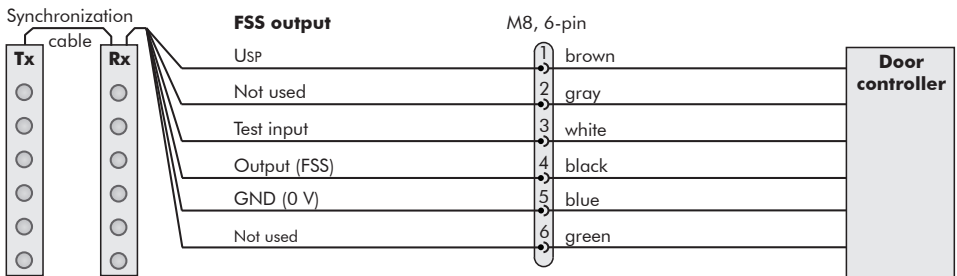 Synchronization
cable
FSS output
M8, 6-pin
Tx
Rx
Door
controller
USP
1
brown
Not used
2
gray
Test input
3
white
Output (FSS)
4
black
GND (0 V)
5
blue
Not used
6
green